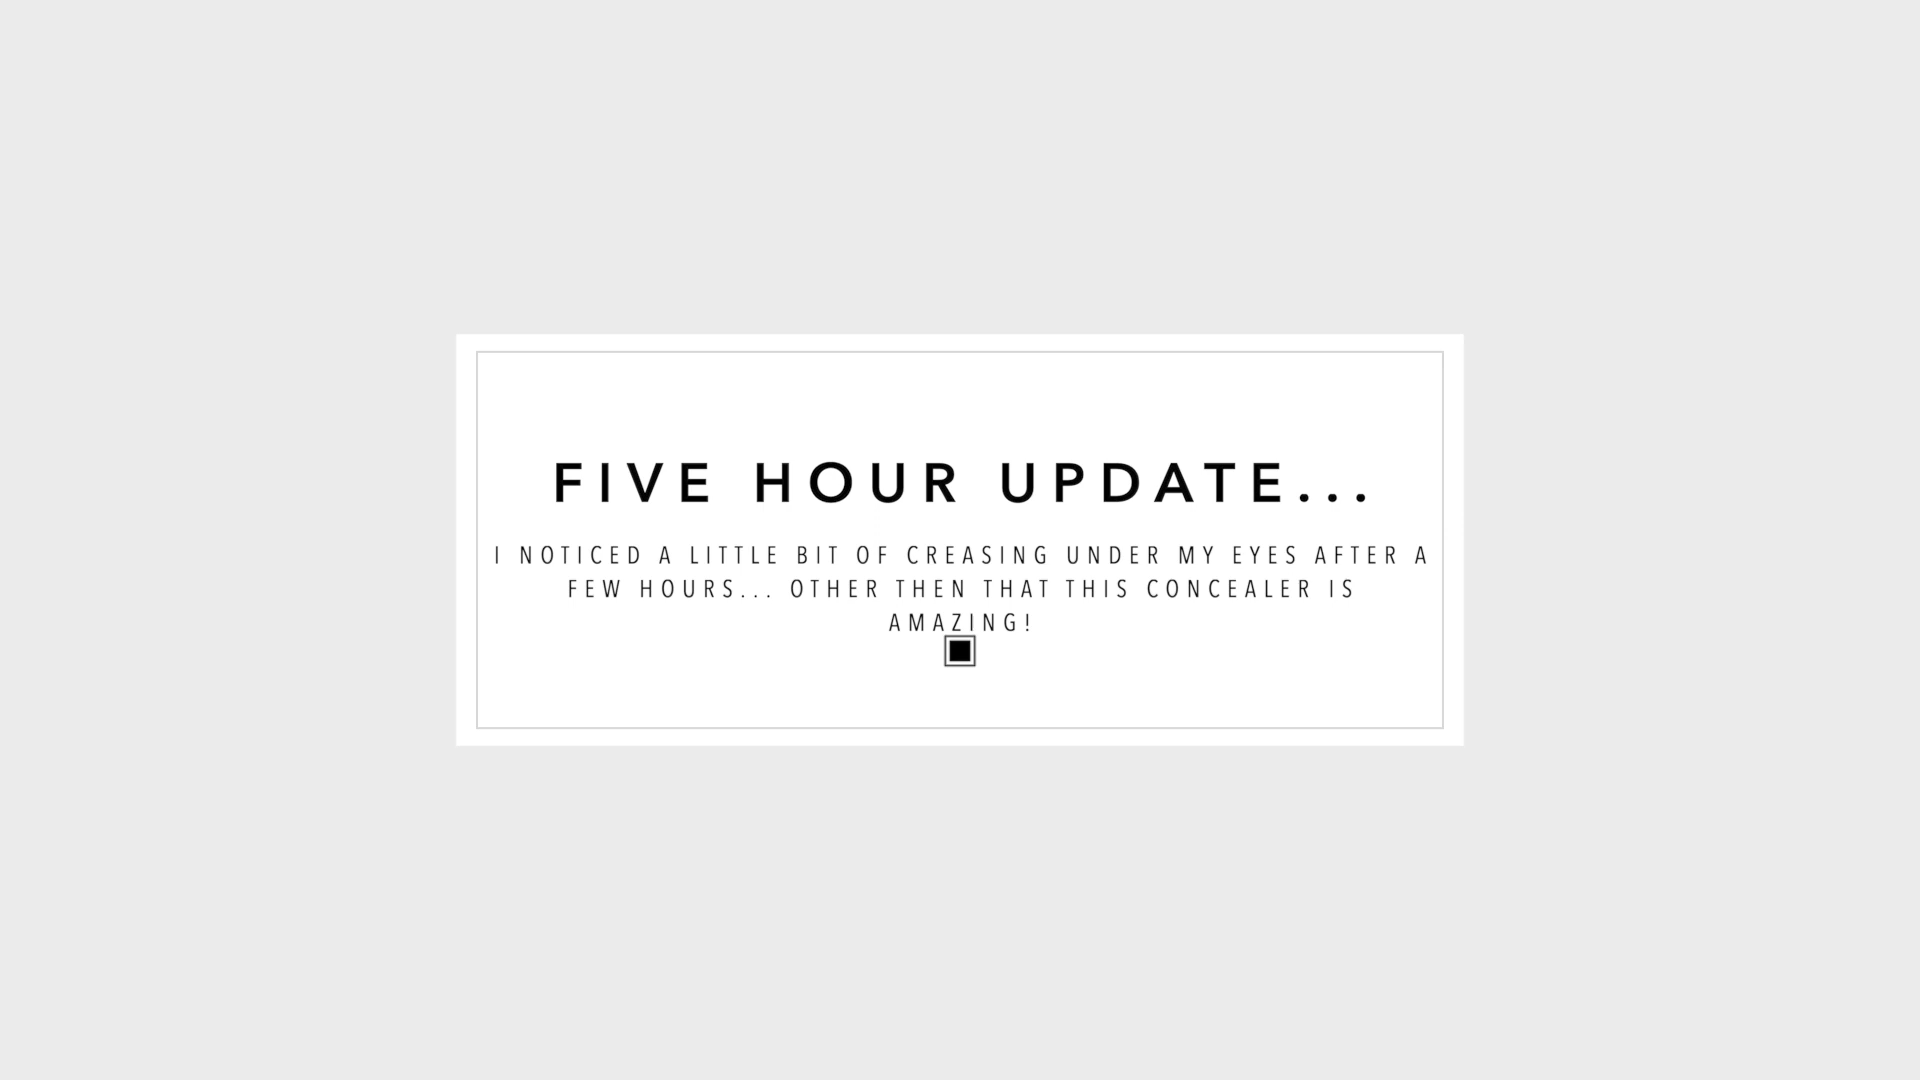 FIVE HOUR UPDATE...
I NOTICED A LITTLE BIT OF CREASING UNDER MY EYES AFTER A
FEW HOURS... OTHER THEN THAT THIS CONCEALER IS
AMAZING!